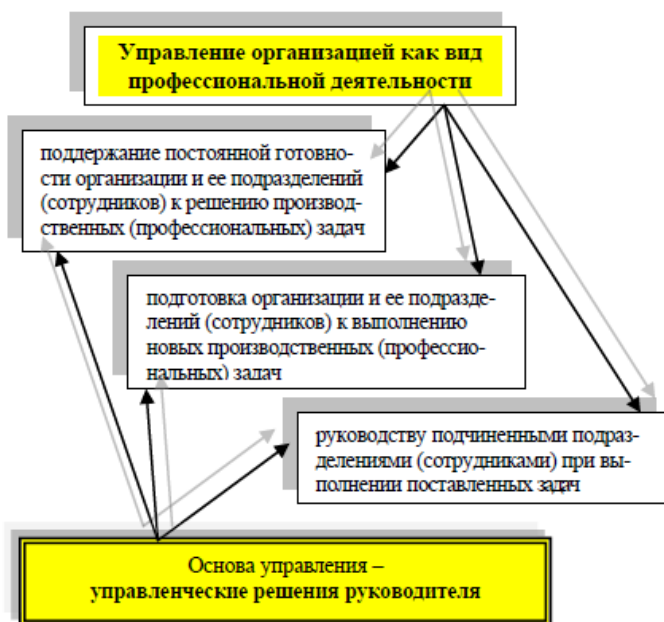 Управление организацией как вид
профессиональной деятельности
поддержание постоянной готовно-
сти организации и ее подразделений
(сотрудников) к решению производ-
ственных (профессиональных) задач
подготовка организации и ее подразде-
лений (сотрудников) к выполнению
новых производственных (профессио-
нальных) задач
руководству подчиненными подраз-
делениями (сотрудниками) при вы-
полнении поставленных задач
Основа управления –
управленческие решения руководителя